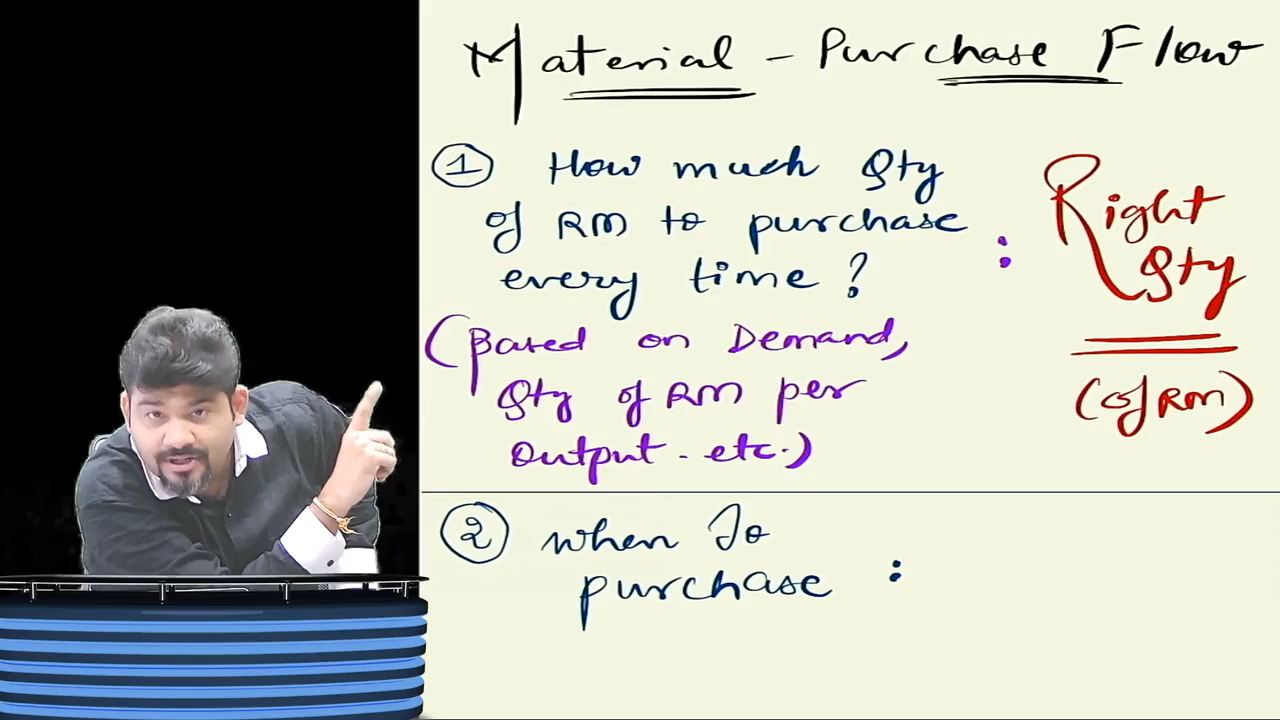 Material - Purchase Flow
① How much Qty
of RM to purchase
every time ?
: Right
Qty
(of RM)
(Based on Demand,
Qty of RM per
Output. etc.)
② when To
purchase :